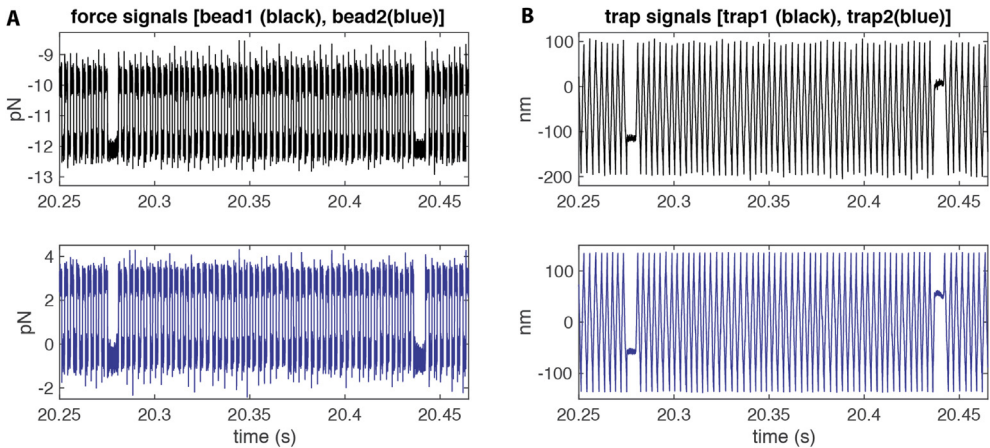 A force signals [bead1 (black), bead2(blue)]
-9
-10
-11
-12
-13
pN
20.25 20.3 20.35 20.4 20.45
4
2
0
-2
pN
20.25 20.3 20.35 20.4 20.45
time (s)
B trap signals [trap1 (black), trap2(blue)]
100
0
-100
-200
nm
20.25 20.3 20.35 20.4 20.45
100
0
-100
nm
20.25 20.3 20.35 20.4 20.45
time (s)